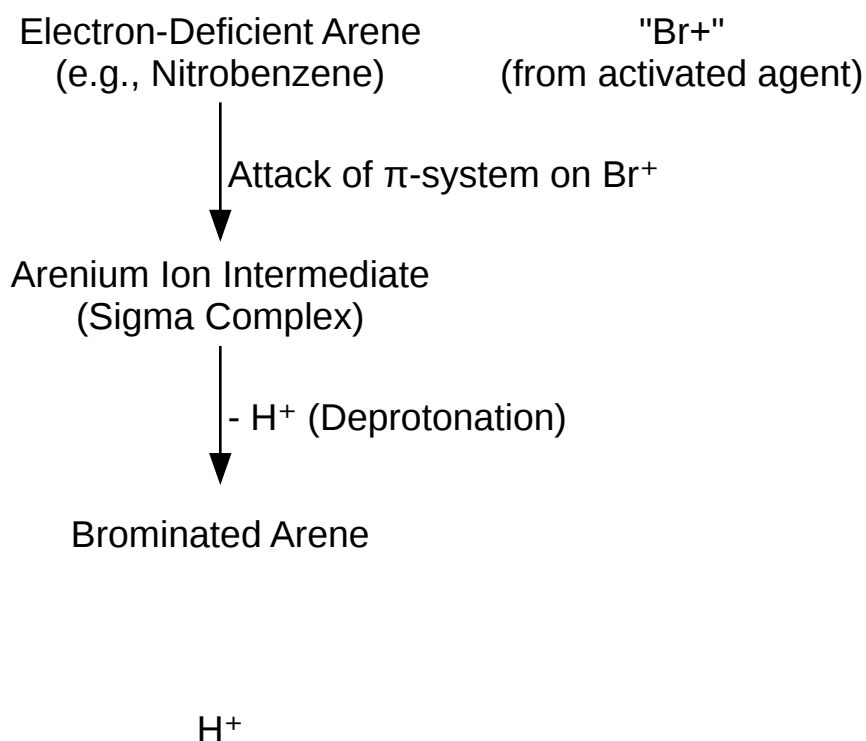 Electron-Deficient Arene
(e.g., Nitrobenzene)
"Br+"
(from activated agent)
Attack of π-system on Br⁺
Arenium Ion Intermediate
(Sigma Complex)
- H⁺ (Deprotonation)
Brominated Arene
H⁺